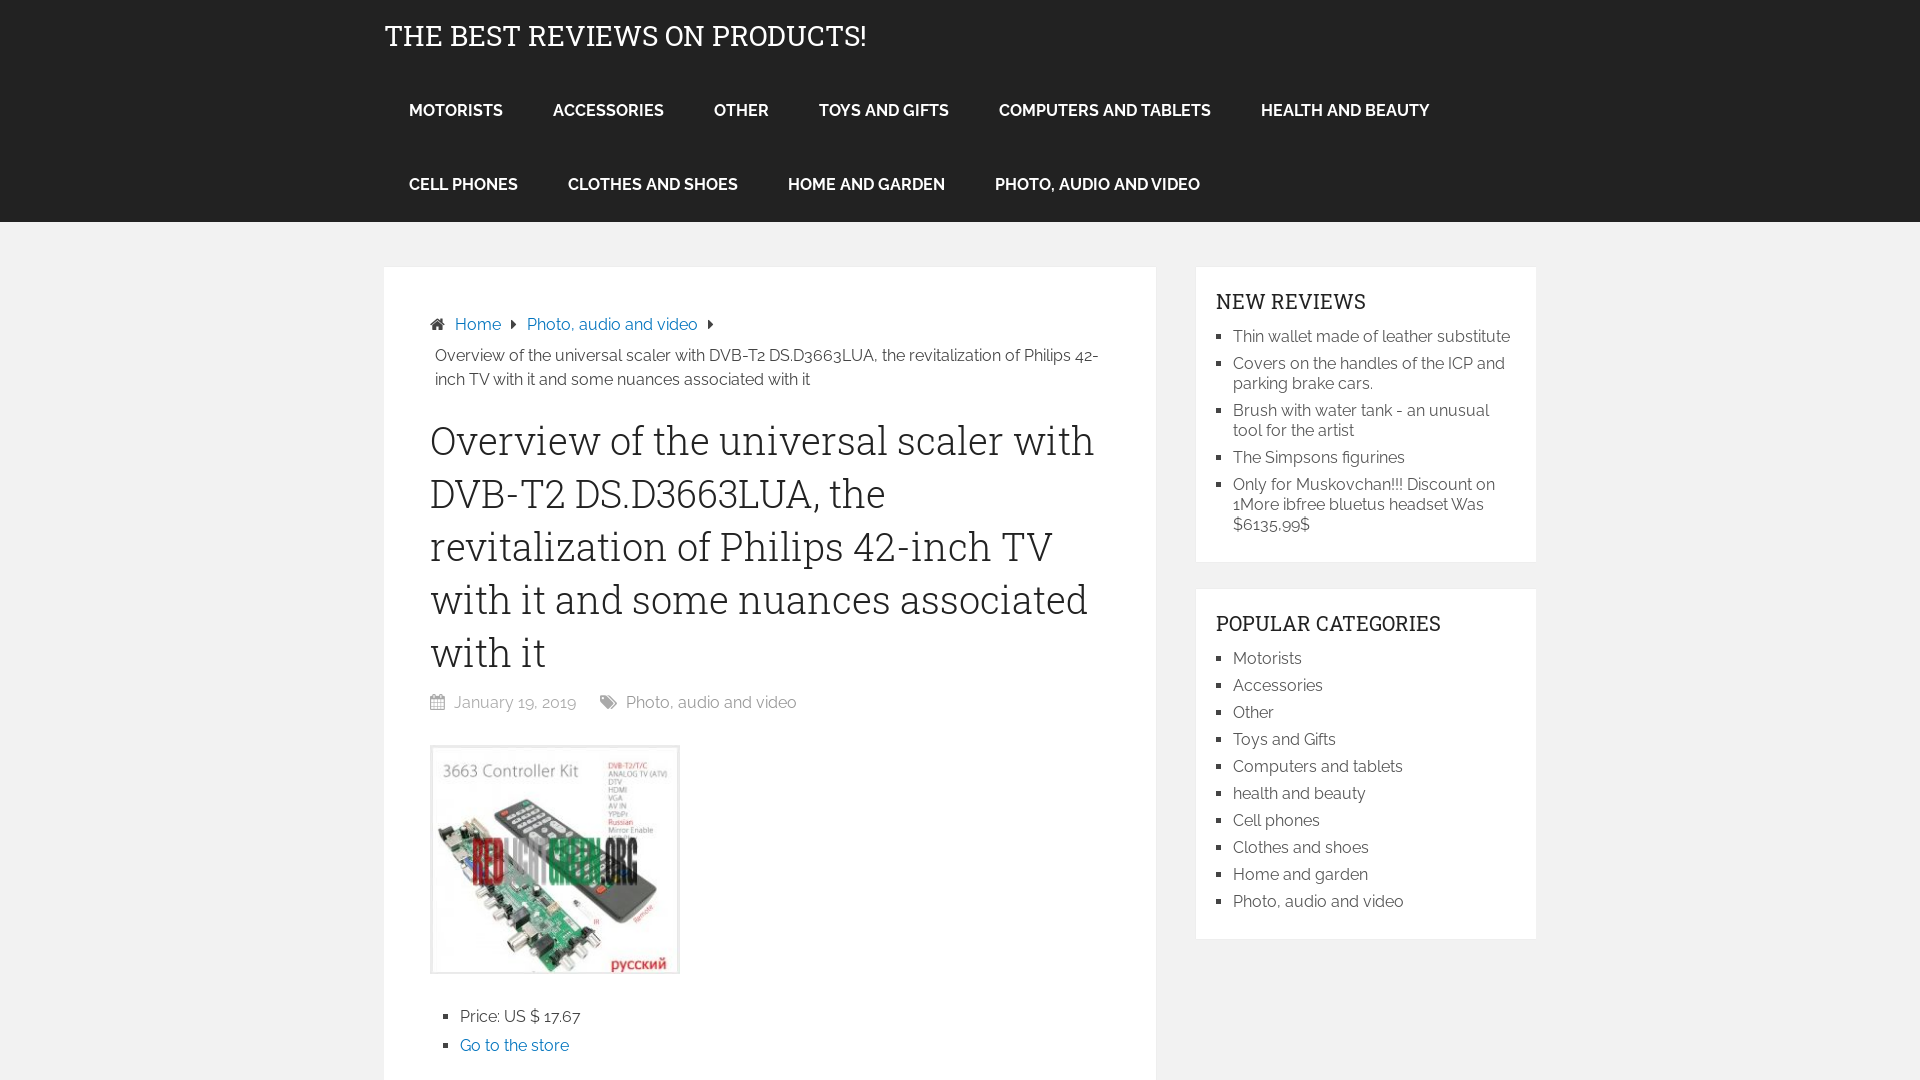 THE BEST REVIEWS ON PRODUCTS!
MOTORISTS ACCESSORIES OTHER TOYS AND GIFTS COMPUTERS AND TABLETS HEALTH AND BEAUTY
CELL PHONES CLOTHES AND SHOES HOME AND GARDEN PHOTO, AUDIO AND VIDEO
Home Photo, audio and video
Overview of the universal scaler with DVB-T2 DS.D3663LUA, the revitalization of Philips 42-
inch TV with it and some nuances associated with it
Overview of the universal scaler with
DVB-T2 DS.D3663LUA, the
revitalization of Philips 42-inch TV
with it and some nuances associated
with it
January 19, 2019 Photo, audio and video
3663 Controller Kit
DVB-T2/T/C
ANALOG TV (ATV)
DTV
HDMI
VGA
AV IN
YPbPr
Russian
Mirror Enable
REDLIGHTGREEN.ORG
IR
Remote
русский
Price: US $ 17.67
Go to the store
NEW REVIEWS
Thin wallet made of leather substitute
Covers on the handles of the ICP and
parking brake cars.
Brush with water tank - an unusual
tool for the artist
The Simpsons figurines
Only for Muskovchan!!! Discount on
1More ibfree bluetus headset Was
$6135,99$
POPULAR CATEGORIES
Motorists
Accessories
Other
Toys and Gifts
Computers and tablets
health and beauty
Cell phones
Clothes and shoes
Home and garden
Photo, audio and video